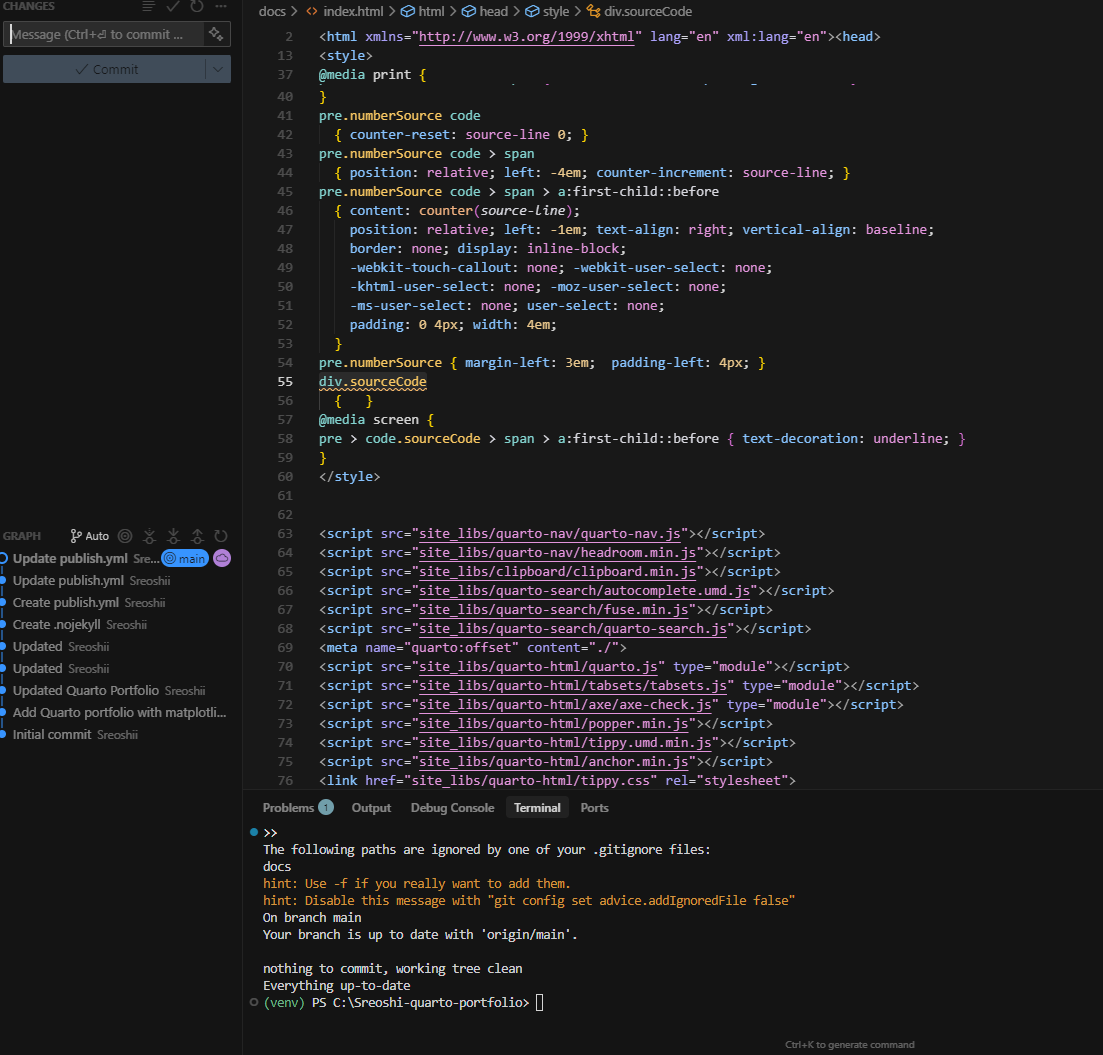 CHANGES
Message (Ctrl+⏎ to commit ...
Commit
GRAPH
Auto
Update publish.yml Sre... main
Update publish.yml Sreoshii
Create publish.yml Sreoshii
Create .nojekyll Sreoshii
Updated Sreoshii
Updated Sreoshii
Updated Quarto Portfolio Sreoshii
Add Quarto portfolio with matplotli...
Initial commit Sreoshii
docs > <> index.html > html > head > style > div.sourceCode
2 <html xmlns="http://www.w3.org/1999/xhtml" lang="en" xml:lang="en"><head>
13 <style>
37 @media print {
40 }
41 pre.numberSource code
42   { counter-reset: source-line 0; }
43 pre.numberSource code > span
44   { position: relative; left: -4em; counter-increment: source-line; }
45 pre.numberSource code > span > a:first-child::before
46   { content: counter(source-line);
47     position: relative; left: -1em; text-align: right; vertical-align: baseline;
48     border: none; display: inline-block;
49     -webkit-touch-callout: none; -webkit-user-select: none;
50     -khtml-user-select: none; -moz-user-select: none;
51     -ms-user-select: none; user-select: none;
52     padding: 0 4px; width: 4em;
53   }
54 pre.numberSource { margin-left: 3em;  padding-left: 4px; }
55 div.sourceCode
56   {   }
57 @media screen {
58 pre > code.sourceCode > span > a:first-child::before { text-decoration: underline; }
59 }
60 </style>
61
62
63 <script src="site_libs/quarto-nav/quarto-nav.js"></script>
64 <script src="site_libs/quarto-nav/headroom.min.js"></script>
65 <script src="site_libs/clipboard/clipboard.min.js"></script>
66 <script src="site_libs/quarto-search/autocomplete.umd.js"></script>
67 <script src="site_libs/quarto-search/fuse.min.js"></script>
68 <script src="site_libs/quarto-search/quarto-search.js"></script>
69 <meta name="quarto:offset" content="./">
70 <script src="site_libs/quarto-html/quarto.js" type="module"></script>
71 <script src="site_libs/quarto-html/tabsets/tabsets.js" type="module"></script>
72 <script src="site_libs/quarto-html/axe/axe-check.js" type="module"></script>
73 <script src="site_libs/quarto-html/popper.min.js"></script>
74 <script src="site_libs/quarto-html/tippy.umd.min.js"></script>
75 <script src="site_libs/quarto-html/anchor.min.js"></script>
76 <link href="site_libs/quarto-html/tippy.css" rel="stylesheet">
Problems 1 Output Debug Console Terminal Ports
>>
The following paths are ignored by one of your .gitignore files:
docs
hint: Use -f if you really want to add them.
hint: Disable this message with "git config set advice.addIgnoredFile false"
On branch main
Your branch is up to date with 'origin/main'.
nothing to commit, working tree clean
Everything up-to-date
(venv) PS C:\Sreoshi-quarto-portfolio>
Ctrl+K to generate command